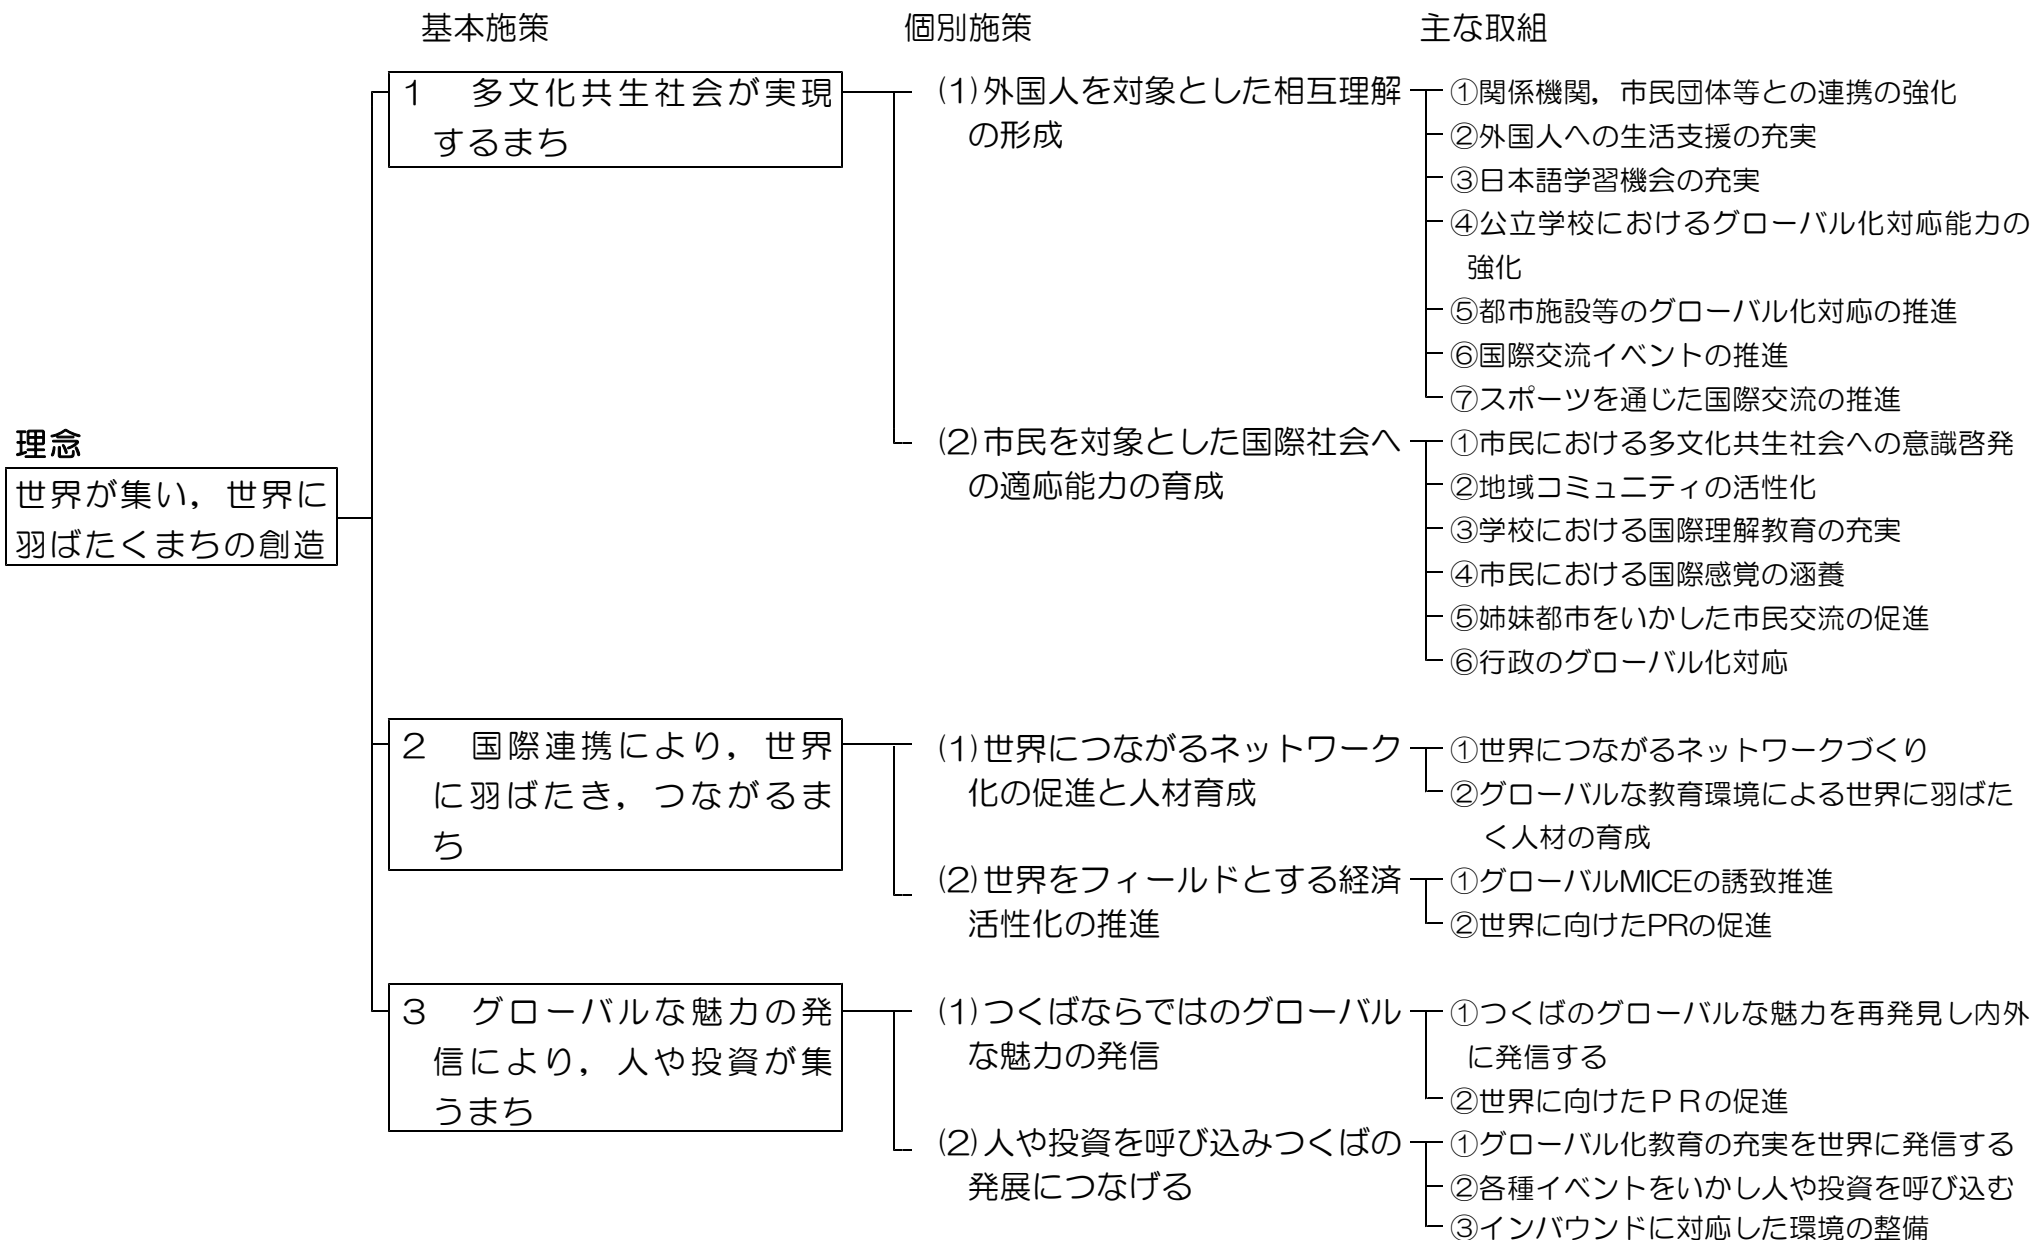 基本施策
個別施策
主な取組
理念
世界が集い，世界に
羽ばたくまちの創造
1　多文化共生社会が実現
するまち
(1)外国人を対象とした相互理解
の形成
①関係機関，市民団体等との連携の強化
②外国人への生活支援の充実
③日本語学習機会の充実
④公立学校におけるグローバル化対応能力の
強化
⑤都市施設等のグローバル化対応の推進
⑥国際交流イベントの推進
⑦スポーツを通じた国際交流の推進
(2)市民を対象とした国際社会へ
の適応能力の育成
①市民における多文化共生社会への意識啓発
②地域コミュニティの活性化
③学校における国際理解教育の充実
④市民における国際感覚の涵養
⑤姉妹都市をいかした市民交流の促進
⑥行政のグローバル化対応
2　国際連携により，世界
に羽ばたき，つながるま
ち
(1)世界につながるネットワーク
化の促進と人材育成
①世界につながるネットワークづくり
②グローバルな教育環境による世界に羽ばた
く人材の育成
(2)世界をフィールドとする経済
活性化の推進
①グローバルMICEの誘致推進
②世界に向けたPRの促進
3　グローバルな魅力の発
信により，人や投資が集
うまち
(1)つくばならではのグローバル
な魅力の発信
①つくばのグローバルな魅力を再発見し内外
に発信する
②世界に向けたＰＲの促進
(2)人や投資を呼び込みつくばの
発展につなげる
①グローバル化教育の充実を世界に発信する
②各種イベントをいかし人や投資を呼び込む
③インバウンドに対応した環境の整備